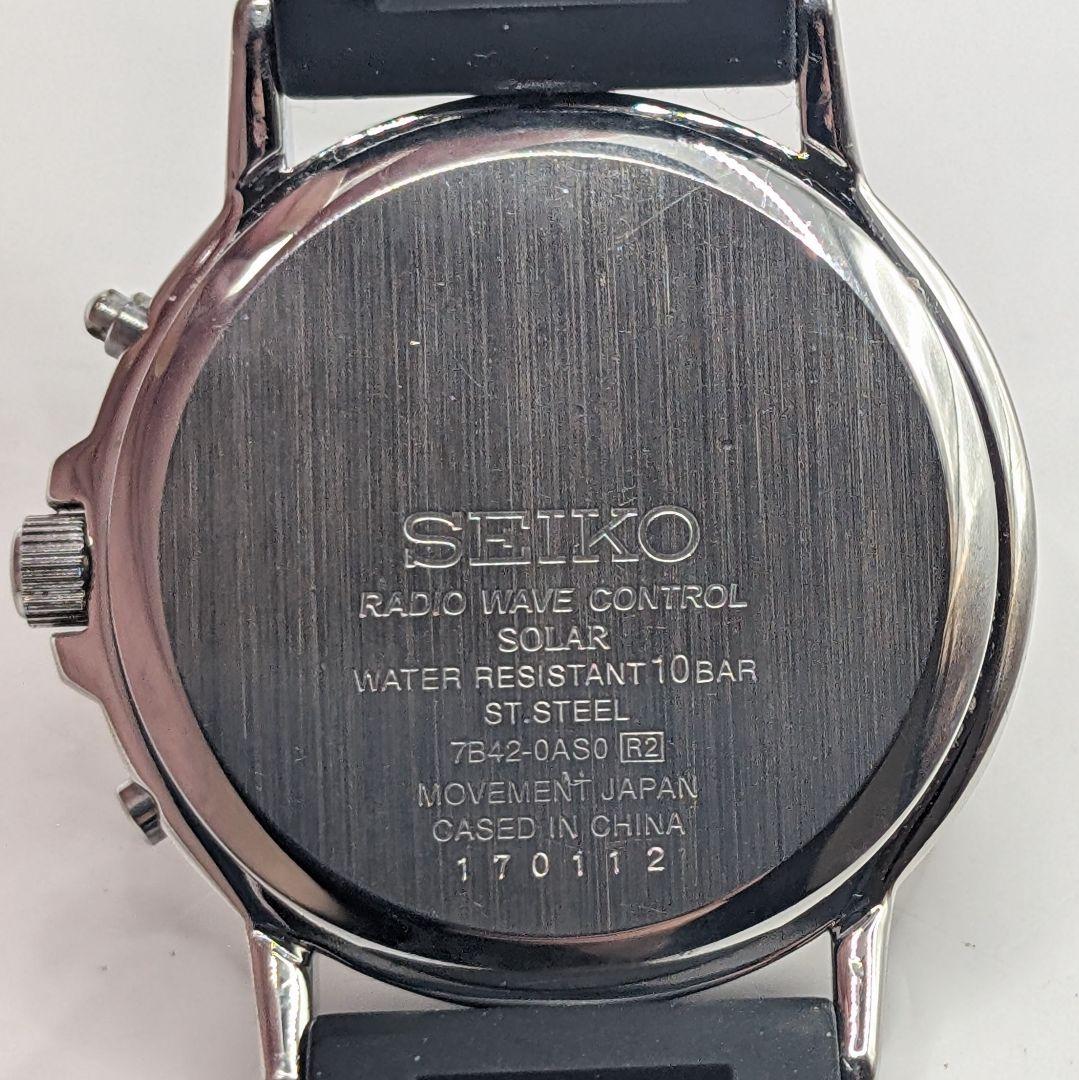 SEIKO
RADIO WAVE CONTROL
SOLAR
WATER RESISTANT 10 BAR
ST. STEEL
7B42-0AS0 R2
MOVEMENT JAPAN
CASED IN CHINA
170112